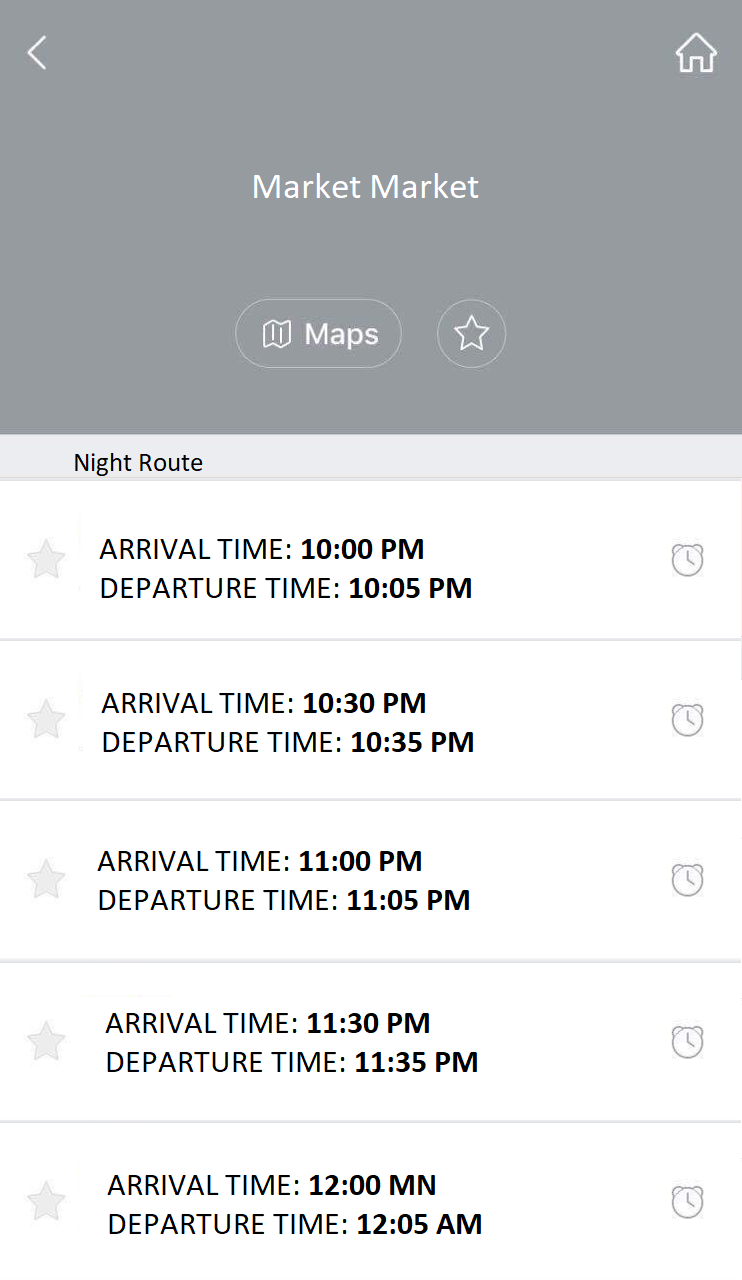 Market Market
Maps
Night Route
ARRIVAL TIME: 10:00 PM
DEPARTURE TIME: 10:05 PM
ARRIVAL TIME: 10:30 PM
DEPARTURE TIME: 10:35 PM
ARRIVAL TIME: 11:00 PM
DEPARTURE TIME: 11:05 PM
ARRIVAL TIME: 11:30 PM
DEPARTURE TIME: 11:35 PM
ARRIVAL TIME: 12:00 MN
DEPARTURE TIME: 12:05 AM